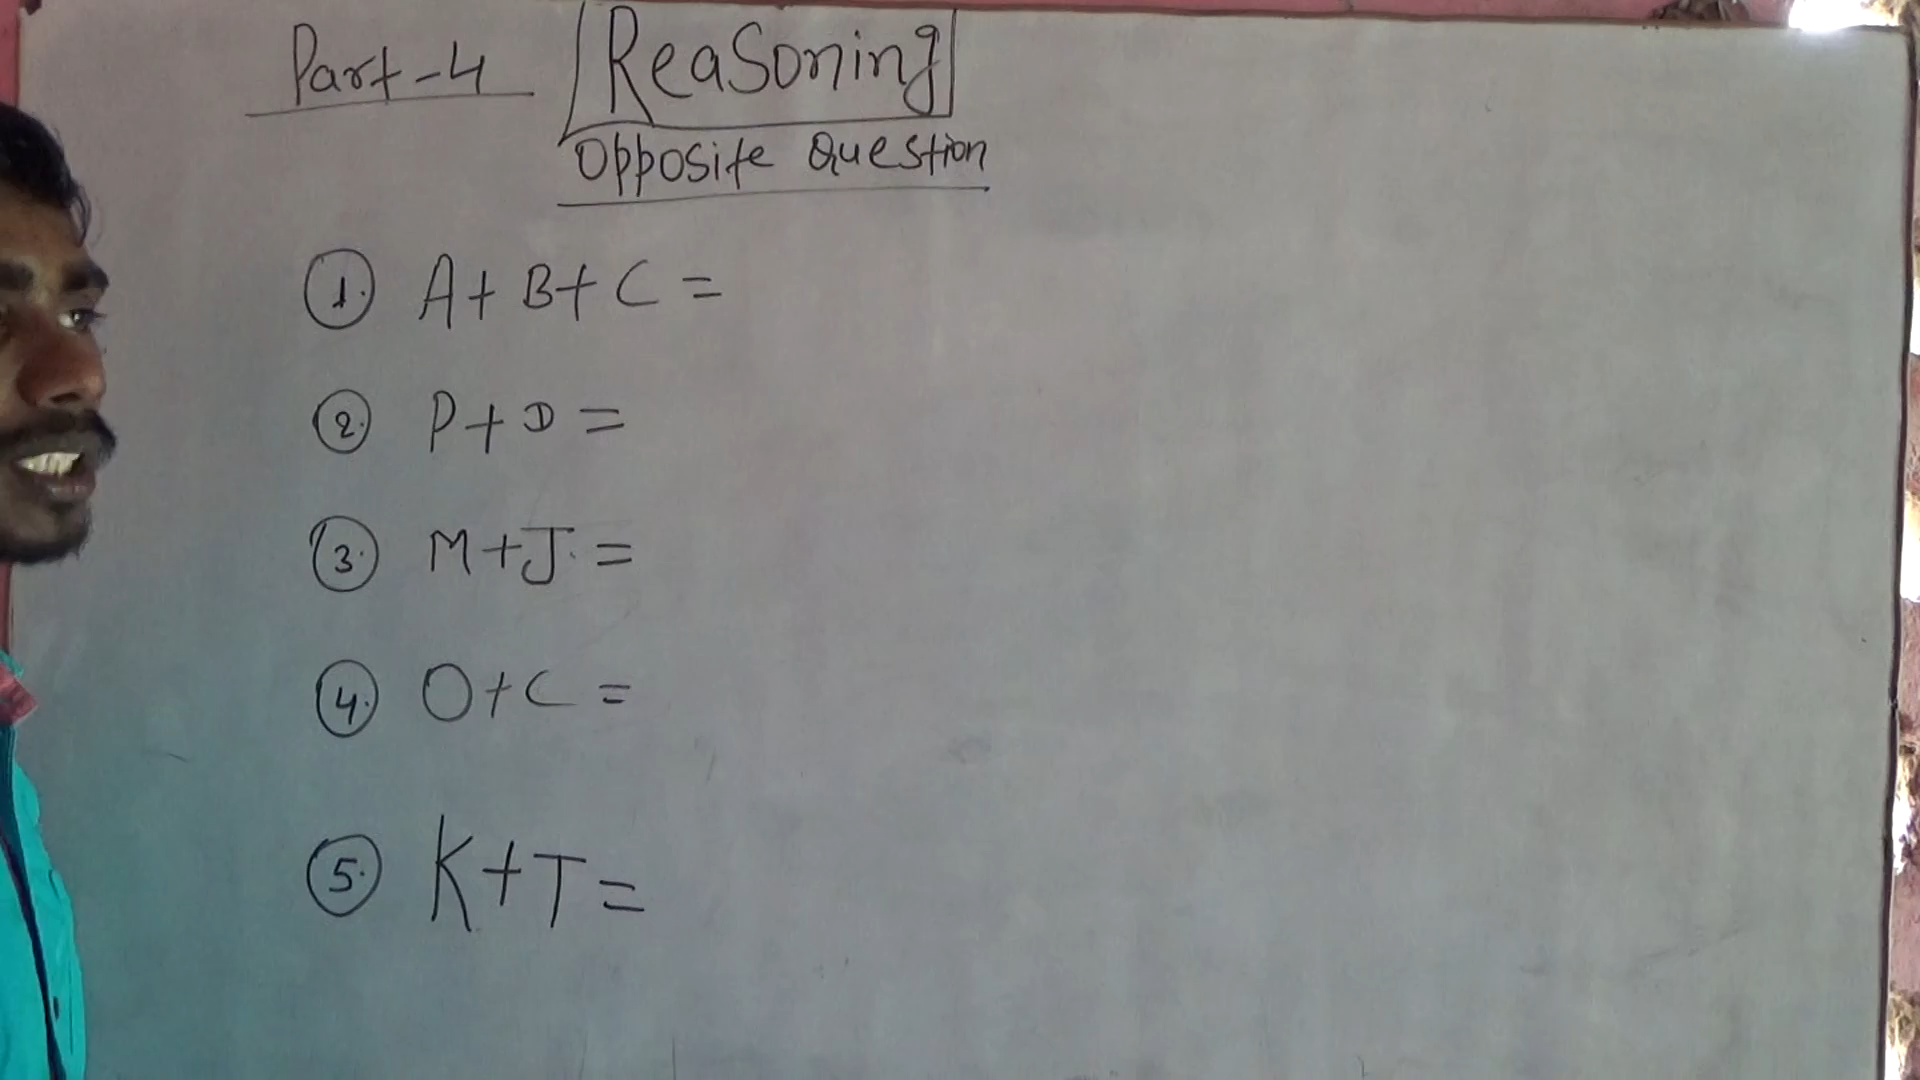 Part-4 Reasoning
Opposite Question
1. A+B+C=
2. P+D=
3. M+J.=
4. O+C=
5. K+T=